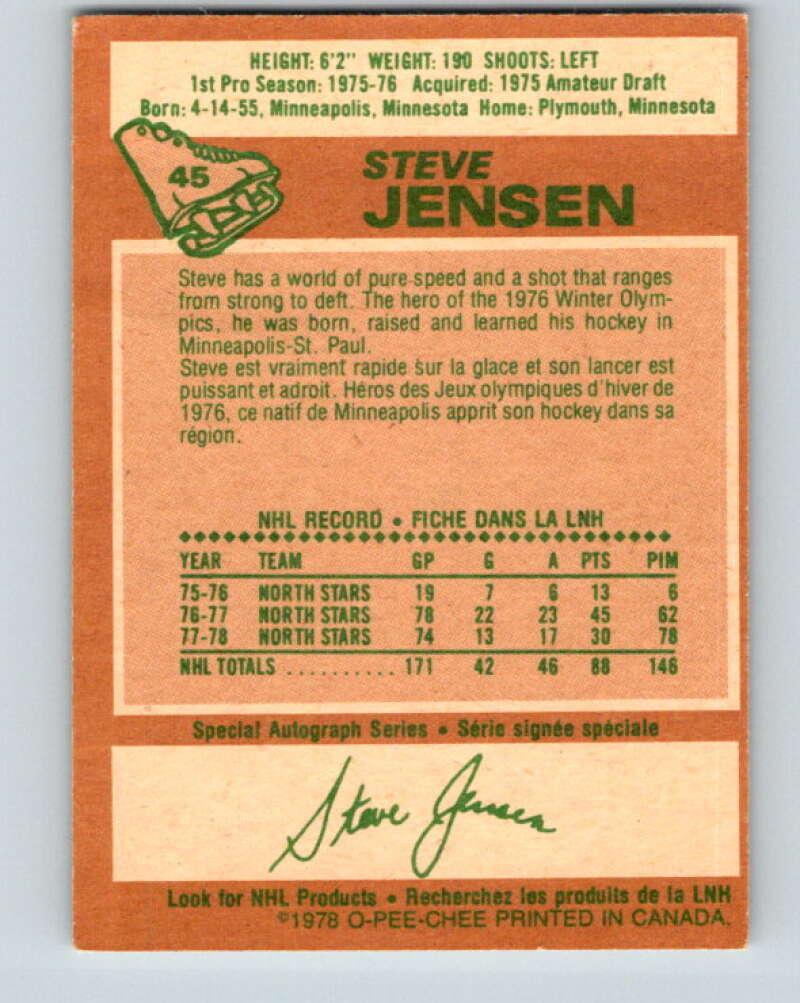 HEIGHT: 6'2" WEIGHT: 190 SHOOTS: LEFT
1st Pro Season: 1975-76 Acquired: 1975 Amateur Draft
Born: 4-14-55, Minneapolis, Minnesota Home: Plymouth, Minnesota
45
STEVE
JENSEN
Steve has a world of pure speed and a shot that ranges
from strong to deft. The hero of the 1976 Winter Olym-
pics, he was born, raised and learned his hockey in
Minneapolis-St. Paul.
Steve est vraiment rapide sur la glace et son lancer est
puissant et adroit. Héros des Jeux olympiques d'hiver de
1976, ce natif de Minneapolis apprit son hockey dans sa
région.
NHL RECORD • FICHE DANS LA LNH
YEAR TEAM GP G A PTS PIM
75-76 NORTH STARS 19 7 6 13 6
76-77 NORTH STARS 78 22 23 45 62
77-78 NORTH STARS 74 13 17 30 78
NHL TOTALS .......... 171 42 46 88 146
Special Autograph Series • Série signée spéciale
Steve Jensen
Look for NHL Products • Recherchez les produits de la LNH
©1978 O-PEE-CHEE PRINTED IN CANADA.